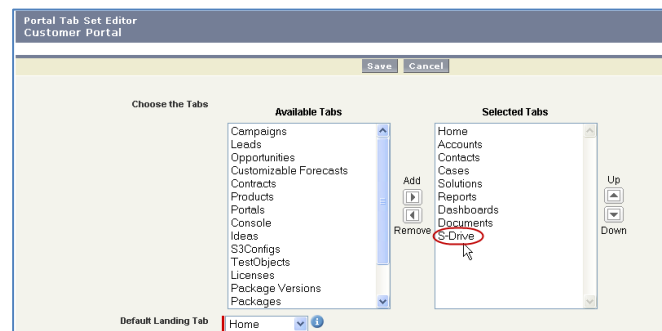 Portal Tab Set Editor
Customer Portal
Save Cancel
Choose the Tabs
Available Tabs
Campaigns
Leads
Opportunities
Customizable Forecasts
Contracts
Products
Portals
Console
Ideas
S3Configs
TestObjects
Licenses
Package Versions
Packages
Add
Remove
Selected Tabs
Home
Accounts
Contacts
Cases
Solutions
Reports
Dashboards
Documents
S-Drive
Up
Down
Default Landing Tab
Home